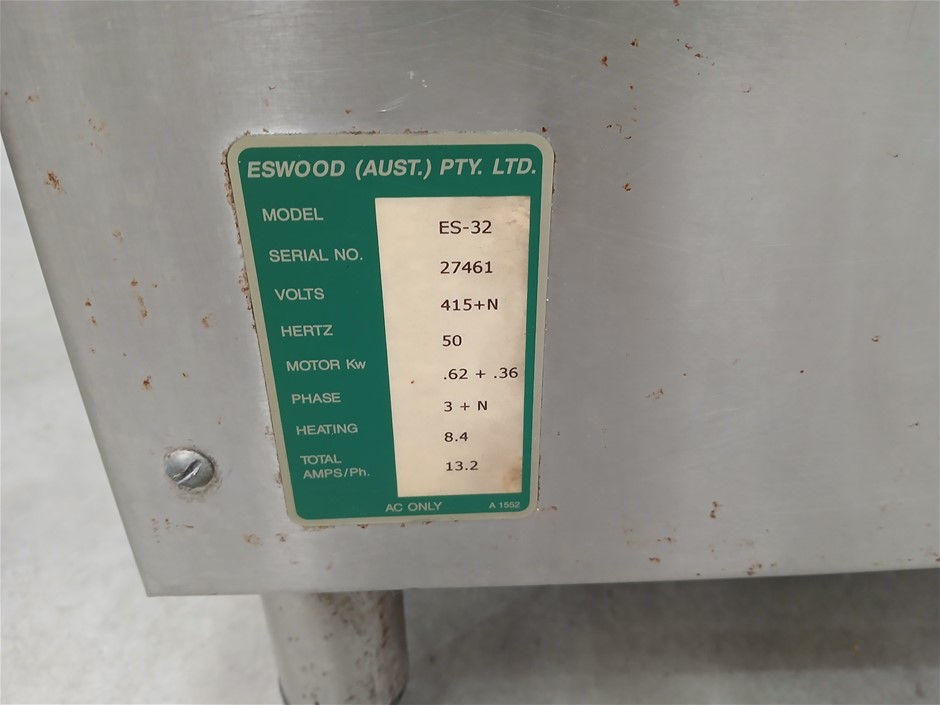 ESWOOD (AUST.) PTY. LTD.
MODEL ES-32
SERIAL NO. 27461
VOLTS 415+N
HERTZ 50
MOTOR Kw .62 + .36
PHASE 3 + N
HEATING 8.4
TOTAL
AMPS/Ph. 13.2
AC ONLY A 1552